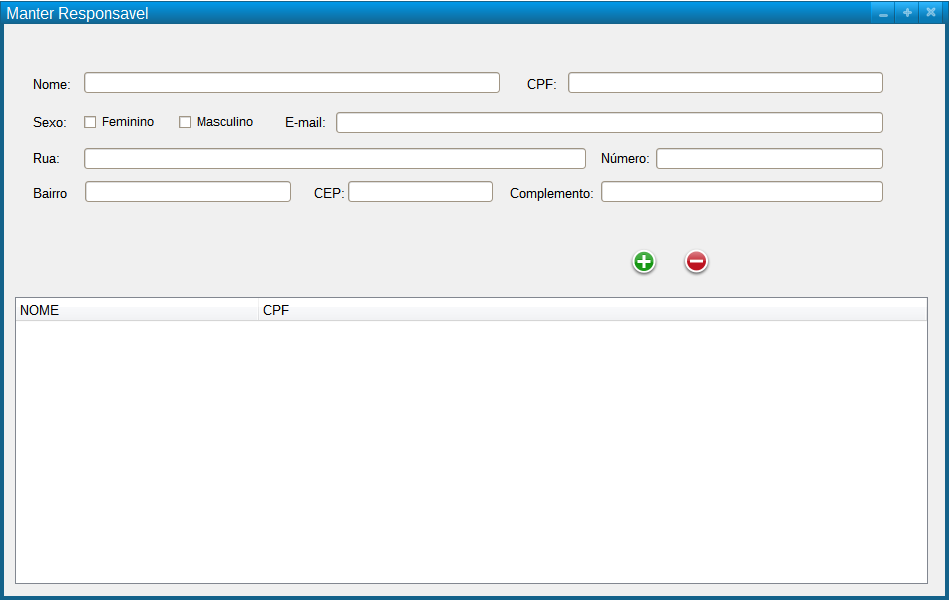 Manter Responsavel
Nome: CPF:
Sexo: Feminino Masculino E-mail:
Rua: Número:
Bairro CEP: Complemento:
NOME CPF